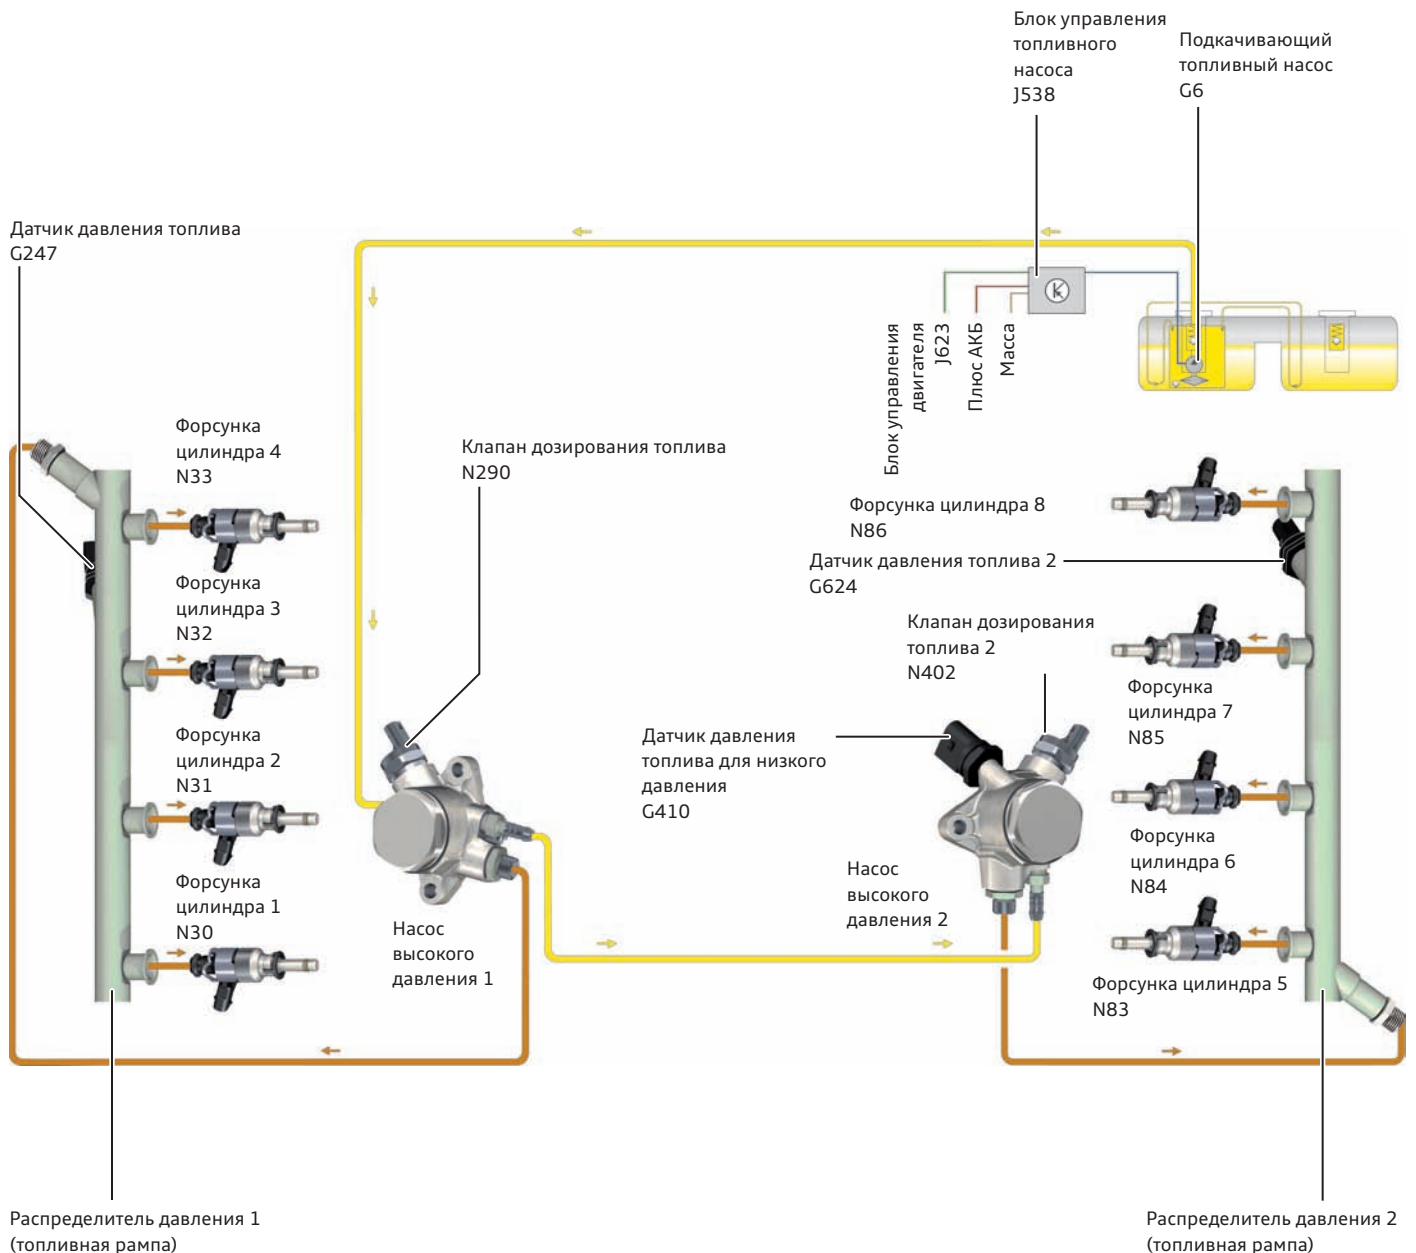 Блок управления
топливного
насоса
J538
Подкачивающий
топливный насос
G6
Датчик давления топлива
G247
Блок управления
двигателя
J623
Плюс АКБ
Масса
Форсунка
цилиндра 4
N33
Клапан дозирования топлива
N290
Форсунка цилиндра 8
N86
Датчик давления топлива 2
G624
Форсунка
цилиндра 3
N32
Клапан дозирования
топлива 2
N402
Форсунка
цилиндра 7
N85
Форсунка
цилиндра 2
N31
Датчик давления
топлива для низкого
давления
G410
Форсунка
цилиндра 6
N84
Форсунка
цилиндра 1
N30
Насос
высокого
давления 1
Насос
высокого
давления 2
Форсунка цилиндра 5
N83
Распределитель давления 1
(топливная рампа)
Распределитель давления 2
(топливная рампа)